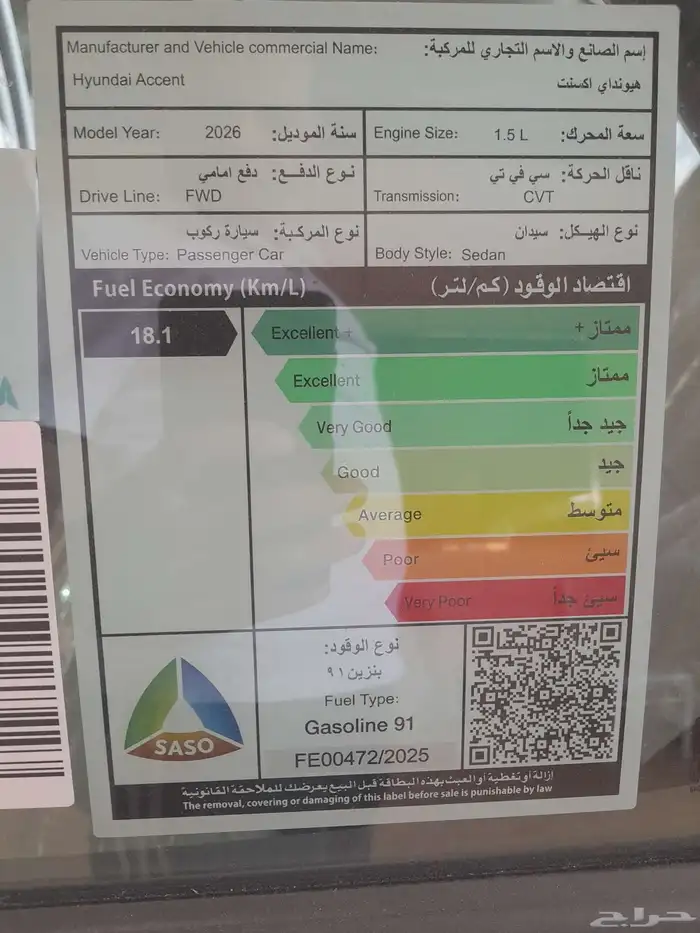 Manufacturer and Vehicle commercial Name: إسم الصانع والاسم التجاري للمركبة:
Hyundai Accent هيونداي اكسنت
Model Year: 2026 سنة الموديل:
Engine Size: 1.5 L سعة المحرك:
نوع الدفـــع: دفع امامي
Drive Line: FWD
ناقل الحركة: سي في تي
Transmission: CVT
نوع المركبة: سيارة ركوب
Vehicle Type: Passenger Car
نوع الهيكل: سيدان
Body Style: Sedan
Fuel Economy (Km/L) اقتصاد الوقود (كم/لتر)
18.1
Excellent + ممتاز +
Excellent ممتاز
Very Good جيد جداً
Good جيد
Average متوسط
Poor سيئ
Very Poor سيئ جداً
SASO
نوع الوقود:
بنزين ٩١
Fuel Type:
Gasoline 91
FE00472/2025
إزالة أو تغطية أو العبث بهذه البطاقة قبل البيع يعرضك للملاحقة القانونية
The removal, covering or damaging of this label before sale is punishable by law
حراج